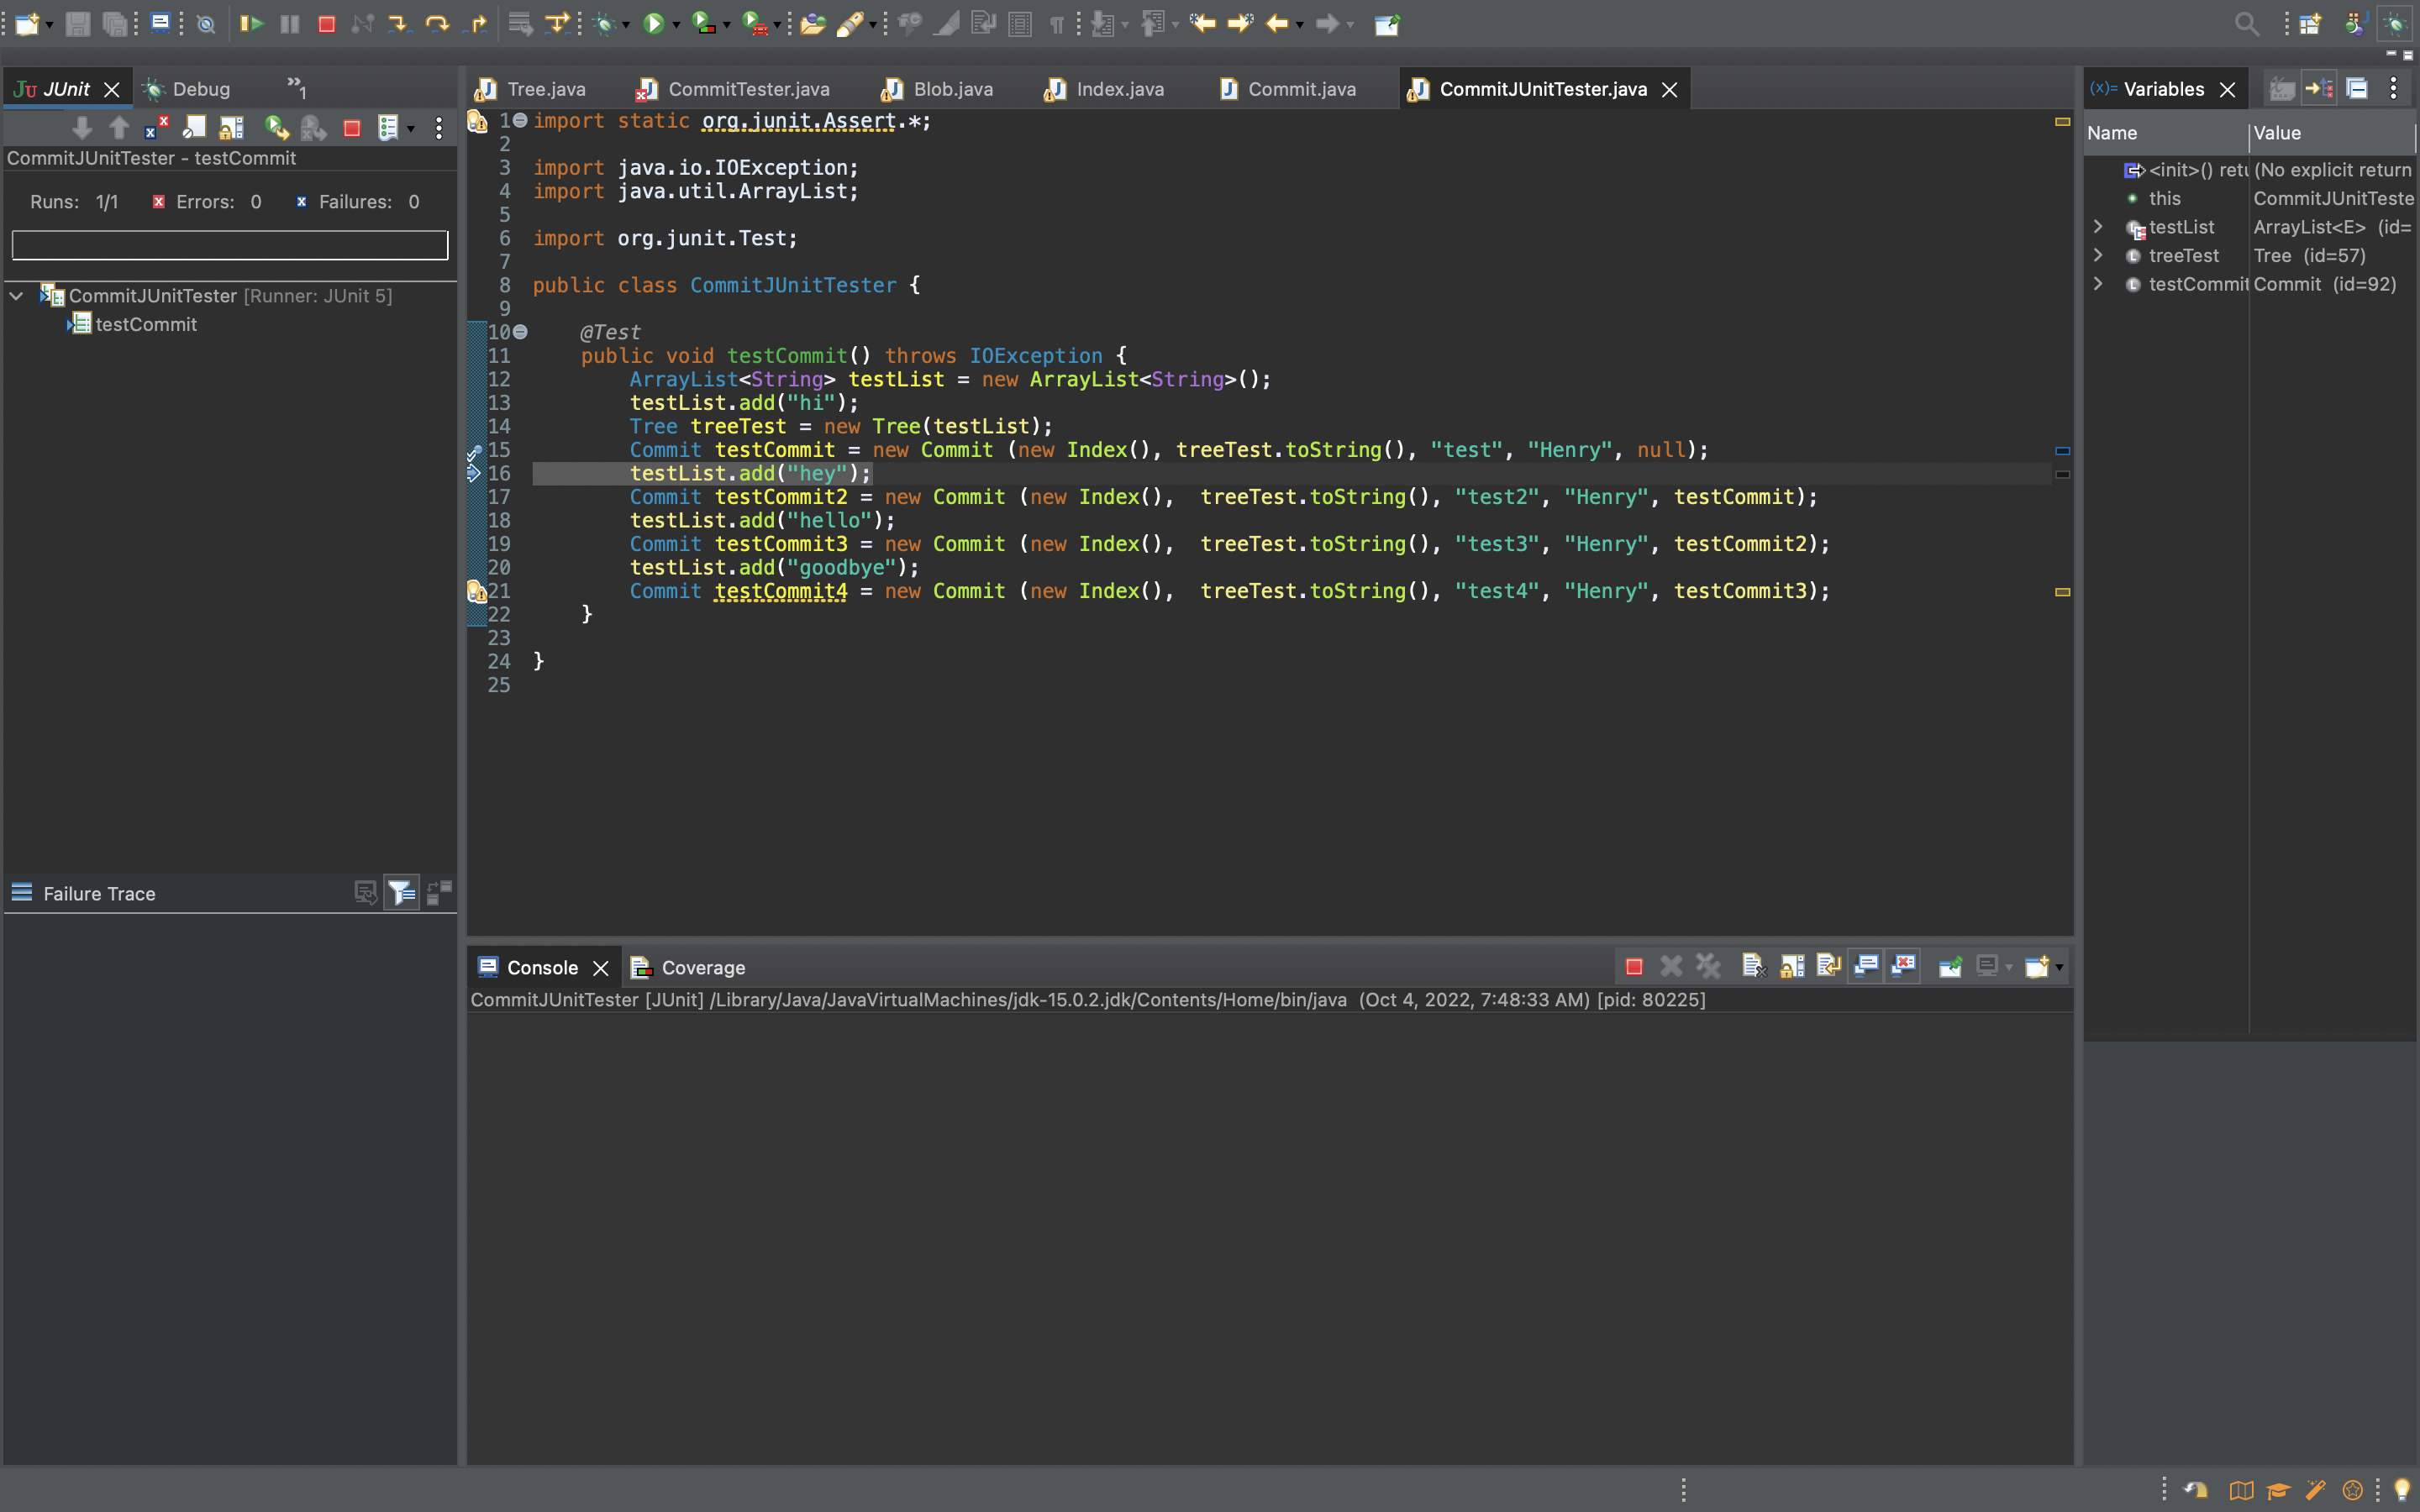 JUnit
Debug
1
Tree.java
CommitTester.java
Blob.java
Index.java
Commit.java
CommitJUnitTester.java
(x)= Variables
CommitJUnitTester - testCommit
Runs: 1/1
Errors: 0
Failures: 0
CommitJUnitTester [Runner: JUnit 5]
testCommit
Failure Trace
1 import static org.junit.Assert.*;
2
3 import java.io.IOException;
4 import java.util.ArrayList;
5
6 import org.junit.Test;
7
8 public class CommitJUnitTester {
9
10 @Test
11 public void testCommit() throws IOException {
12 ArrayList<String> testList = new ArrayList<String>();
13 testList.add("hi");
14 Tree treeTest = new Tree(testList);
15 Commit testCommit = new Commit (new Index(), treeTest.toString(), "test", "Henry", null);
16 testList.add("hey");
17 Commit testCommit2 = new Commit (new Index(),  treeTest.toString(), "test2", "Henry", testCommit);
18 testList.add("hello");
19 Commit testCommit3 = new Commit (new Index(),  treeTest.toString(), "test3", "Henry", testCommit2);
20 testList.add("goodbye");
21 Commit testCommit4 = new Commit (new Index(),  treeTest.toString(), "test4", "Henry", testCommit3);
22 }
23
24 }
25
Console
Coverage
CommitJUnitTester [JUnit] /Library/Java/JavaVirtualMachines/jdk-15.0.2.jdk/Contents/Home/bin/java (Oct 4, 2022, 7:48:33 AM) [pid: 80225]
Name Value
<init>() retu (No explicit return
this CommitJUnitTeste
testList ArrayList<E> (id=
treeTest Tree (id=57)
testCommit Commit (id=92)